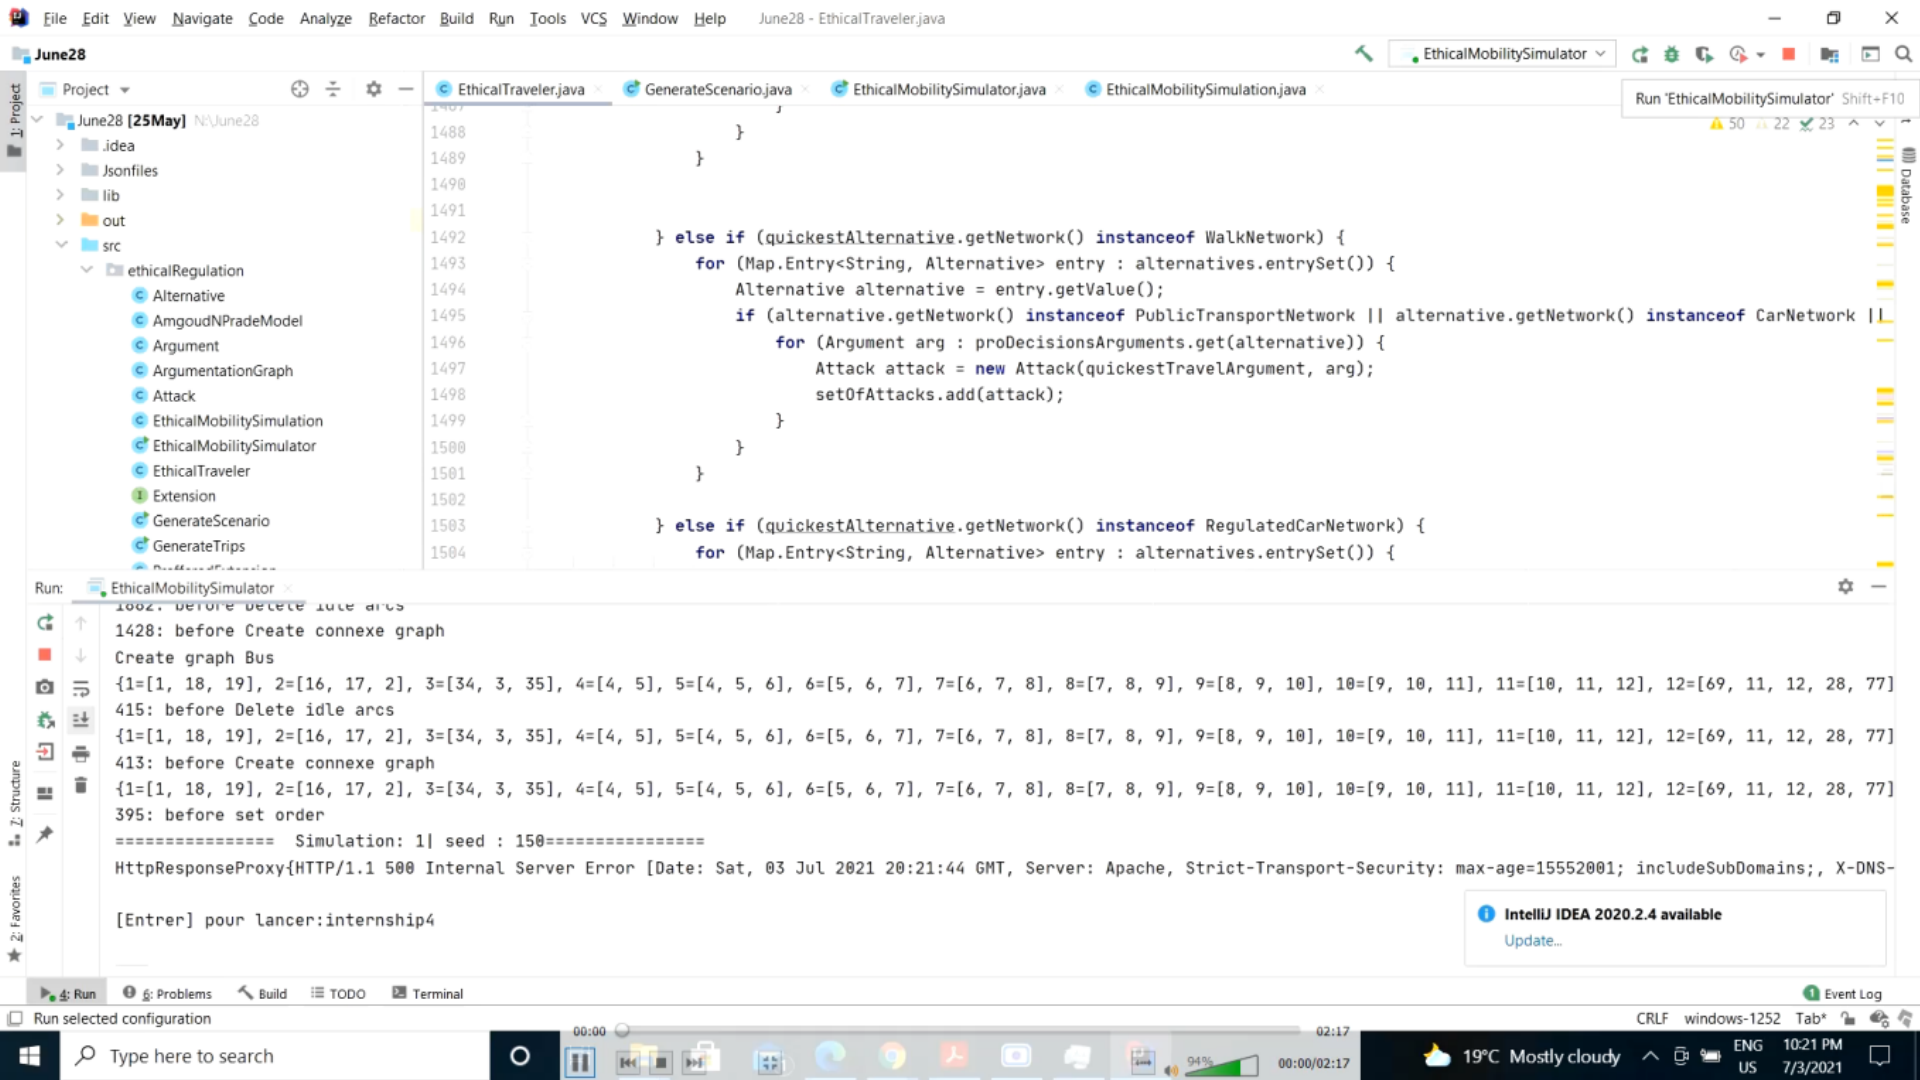 File Edit View Navigate Code Analyze Refactor Build Run Tools VCS Window Help June28 - EthicalTraveler.java
June28
EthicalMobilitySimulator
Run 'EthicalMobilitySimulator' Shift+F10
1: Project
Project
EthicalTraveler.java GenerateScenario.java EthicalMobilitySimulator.java EthicalMobilitySimulation.java
50 22 23
Database
June28 [25May] N:\June28
.idea
Jsonfiles
lib
out
src
ethicalRegulation
Alternative
AmgoudNPradeModel
Argument
ArgumentationGraph
Attack
EthicalMobilitySimulation
EthicalMobilitySimulator
EthicalTraveler
Extension
GenerateScenario
GenerateTrips
1487 }
1488 }
1489 }
1490
1491
1492 } else if (quickestAlternative.getNetwork() instanceof WalkNetwork) {
1493 for (Map.Entry<String, Alternative> entry : alternatives.entrySet()) {
1494 Alternative alternative = entry.getValue();
1495 if (alternative.getNetwork() instanceof PublicTransportNetwork || alternative.getNetwork() instanceof CarNetwork ||
1496 for (Argument arg : proDecisionsArguments.get(alternative)) {
1497 Attack attack = new Attack(quickestTravelArgument, arg);
1498 setOfAttacks.add(attack);
1499 }
1500 }
1501 }
1502
1503 } else if (quickestAlternative.getNetwork() instanceof RegulatedCarNetwork) {
1504 for (Map.Entry<String, Alternative> entry : alternatives.entrySet()) {
Run: EthicalMobilitySimulator
1882: before Delete idle arcs
1428: before Create connexe graph
Create graph Bus
{1=[1, 18, 19], 2=[16, 17, 2], 3=[34, 3, 35], 4=[4, 5], 5=[4, 5, 6], 6=[5, 6, 7], 7=[6, 7, 8], 8=[7, 8, 9], 9=[8, 9, 10], 10=[9, 10, 11], 11=[10, 11, 12], 12=[69, 11, 12, 28, 77]
415: before Delete idle arcs
{1=[1, 18, 19], 2=[16, 17, 2], 3=[34, 3, 35], 4=[4, 5], 5=[4, 5, 6], 6=[5, 6, 7], 7=[6, 7, 8], 8=[7, 8, 9], 9=[8, 9, 10], 10=[9, 10, 11], 11=[10, 11, 12], 12=[69, 11, 12, 28, 77]
413: before Create connexe graph
{1=[1, 18, 19], 2=[16, 17, 2], 3=[34, 3, 35], 4=[4, 5], 5=[4, 5, 6], 6=[5, 6, 7], 7=[6, 7, 8], 8=[7, 8, 9], 9=[8, 9, 10], 10=[9, 10, 11], 11=[10, 11, 12], 12=[69, 11, 12, 28, 77]
395: before set order
================ Simulation: 1| seed : 150================
HttpResponseProxy{HTTP/1.1 500 Internal Server Error [Date: Sat, 03 Jul 2021 20:21:44 GMT, Server: Apache, Strict-Transport-Security: max-age=15552001; includeSubDomains;, X-DNS-
[Entrer] pour lancer:internship4
IntelliJ IDEA 2020.2.4 available
Update...
7: Structure
2: Favorites
4: Run 6: Problems Build TODO Terminal 1 Event Log
Run selected configuration CRLF windows-1252 Tab*
00:00 02:17
Type here to search
94% 00:00/02:17
19°C Mostly cloudy
ENG
US
10:21 PM
7/3/2021